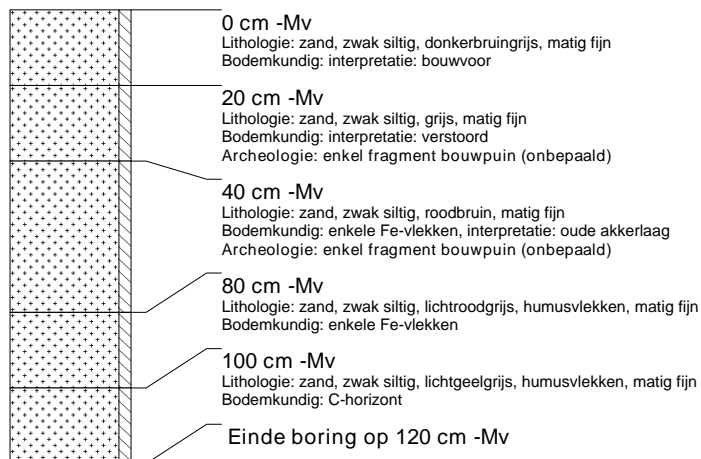 0 cm -Mv
Lithologie: zand, zwak siltig, donkerbruingrijs, matig fijn
Bodemkundig: interpretatie: bouwvoor
20 cm -Mv
Lithologie: zand, zwak siltig, grijs, matig fijn
Bodemkundig: interpretatie: verstoord
Archeologie: enkel fragment bouwpuin (onbepaald)
40 cm -Mv
Lithologie: zand, zwak siltig, roodbruin, matig fijn
Bodemkundig: enkele Fe-vlekken, interpretatie: oude akkerlaag
Archeologie: enkel fragment bouwpuin (onbepaald)
80 cm -Mv
Lithologie: zand, zwak siltig, lichtroodgrijs, humusvlekken, matig fijn
Bodemkundig: enkele Fe-vlekken
100 cm -Mv
Lithologie: zand, zwak siltig, lichtgeelgrijs, humusvlekken, matig fijn
Bodemkundig: C-horizont
Einde boring op 120 cm -Mv